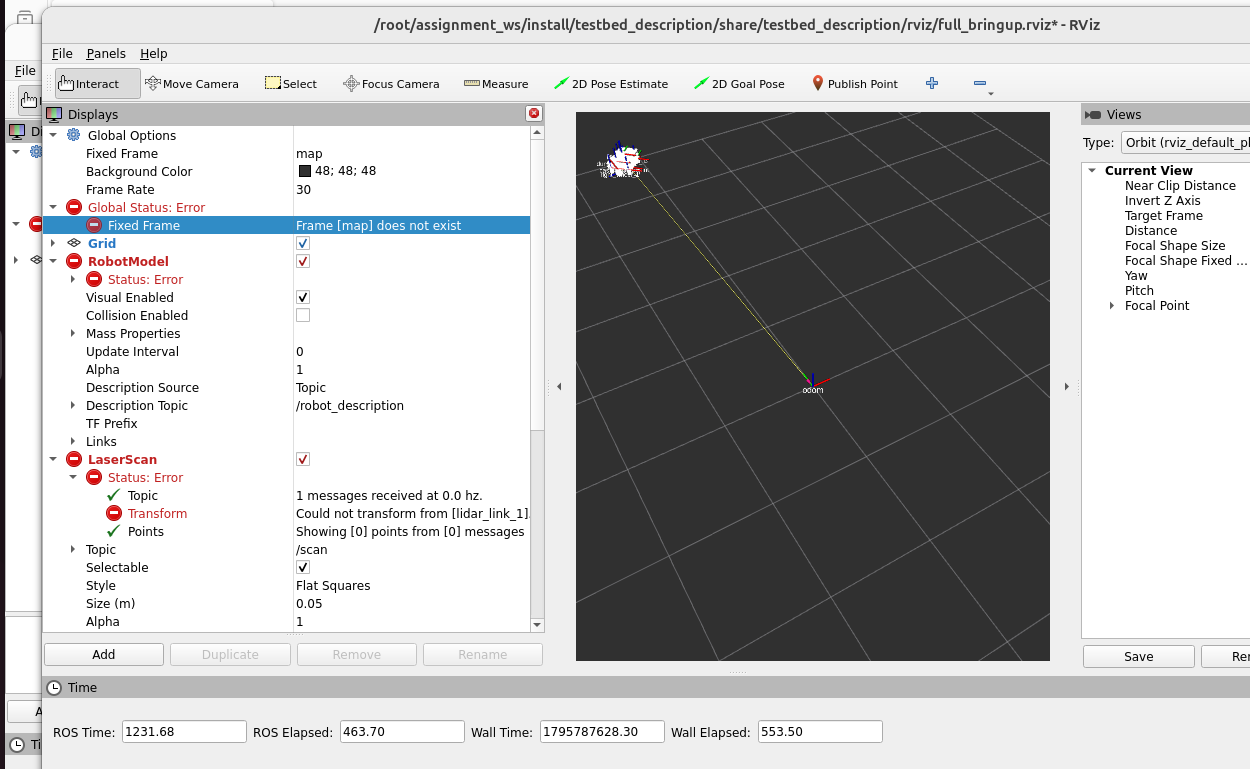 /root/assignment_ws/install/testbed_description/share/testbed_description/rviz/full_bringup.rviz* - RViz
File Panels Help
File
Interact Move Camera Select Focus Camera Measure 2D Pose Estimate 2D Goal Pose Publish Point
Displays
Global Options
Fixed Frame map
Background Color 48; 48; 48
Frame Rate 30
Global Status: Error
Fixed Frame Frame [map] does not exist
Grid
RobotModel
Status: Error
Visual Enabled
Collision Enabled
Mass Properties
Update Interval 0
Alpha 1
Description Source Topic
Description Topic /robot_description
TF Prefix
Links
LaserScan
Status: Error
Topic 1 messages received at 0.0 hz.
Transform Could not transform from [lidar_link_1]
Points Showing [0] points from [0] messages
Topic /scan
Selectable
Style Flat Squares
Size (m) 0.05
Alpha 1
Add Duplicate Remove Rename
odom
Views
Type: Orbit (rviz_default_pl
Current View
Near Clip Distance
Invert Z Axis
Target Frame
Distance
Focal Shape Size
Focal Shape Fixed ...
Yaw
Pitch
Focal Point
Save Rer
Time
ROS Time: 1231.68 ROS Elapsed: 463.70 Wall Time: 1795787628.30 Wall Elapsed: 553.50